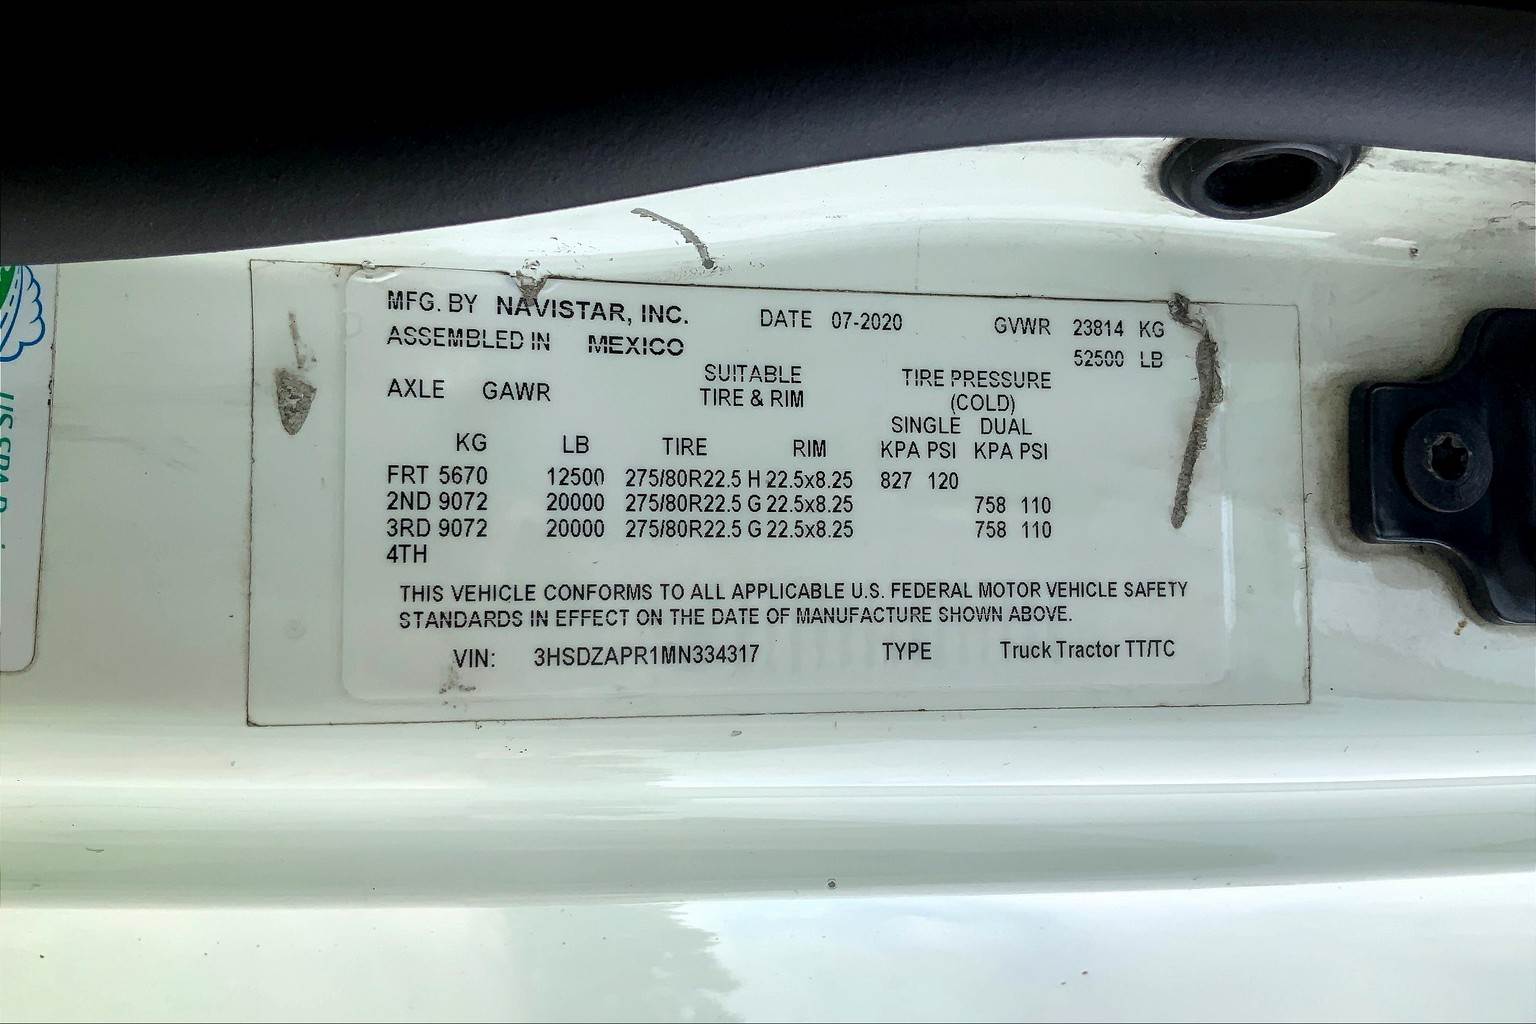 MFG. BY NAVISTAR, INC. DATE 07-2020 GVWR 23814 KG
ASSEMBLED IN MEXICO 52500 LB
AXLE GAWR SUITABLE TIRE PRESSURE
TIRE & RIM (COLD)
SINGLE DUAL
KG LB TIRE RIM KPA PSI KPA PSI
FRT 5670 12500 275/80R22.5 H 22.5x8.25 827 120
2ND 9072 20000 275/80R22.5 G 22.5x8.25 758 110
3RD 9072 20000 275/80R22.5 G 22.5x8.25 758 110
4TH
THIS VEHICLE CONFORMS TO ALL APPLICABLE U.S. FEDERAL MOTOR VEHICLE SAFETY
STANDARDS IN EFFECT ON THE DATE OF MANUFACTURE SHOWN ABOVE.
VIN: 3HSDZAPR1MN334317 TYPE Truck Tractor TT/TC